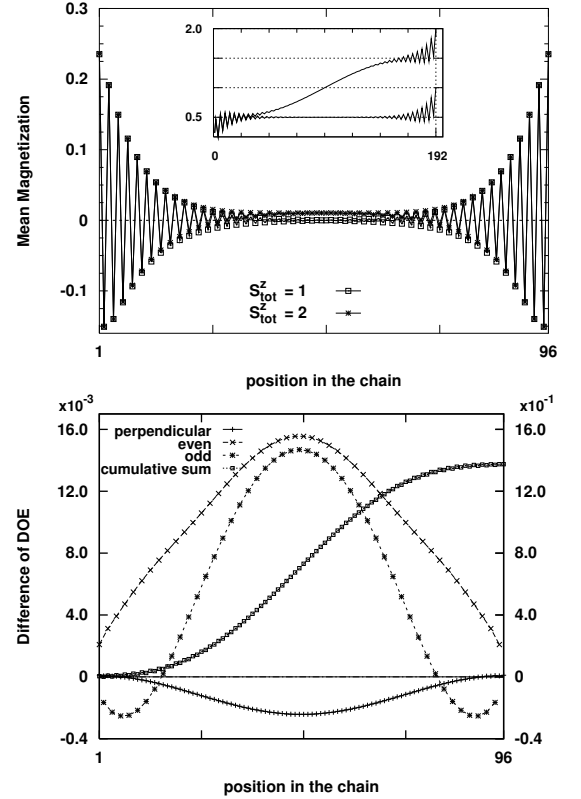 0.3
0.2
0.1
0
-0.1
Mean Magnetization
2.0
0.5
0
192
S^z_tot = 1
S^z_tot = 2
1
96
position in the chain
x10^-3
x10^-1
perpendicular
even
odd
cumulative sum
16.0
12.0
8.0
4.0
0
-0.4
Difference of DOE
16.0
12.0
8.0
4.0
0
-0.4
1
96
position in the chain